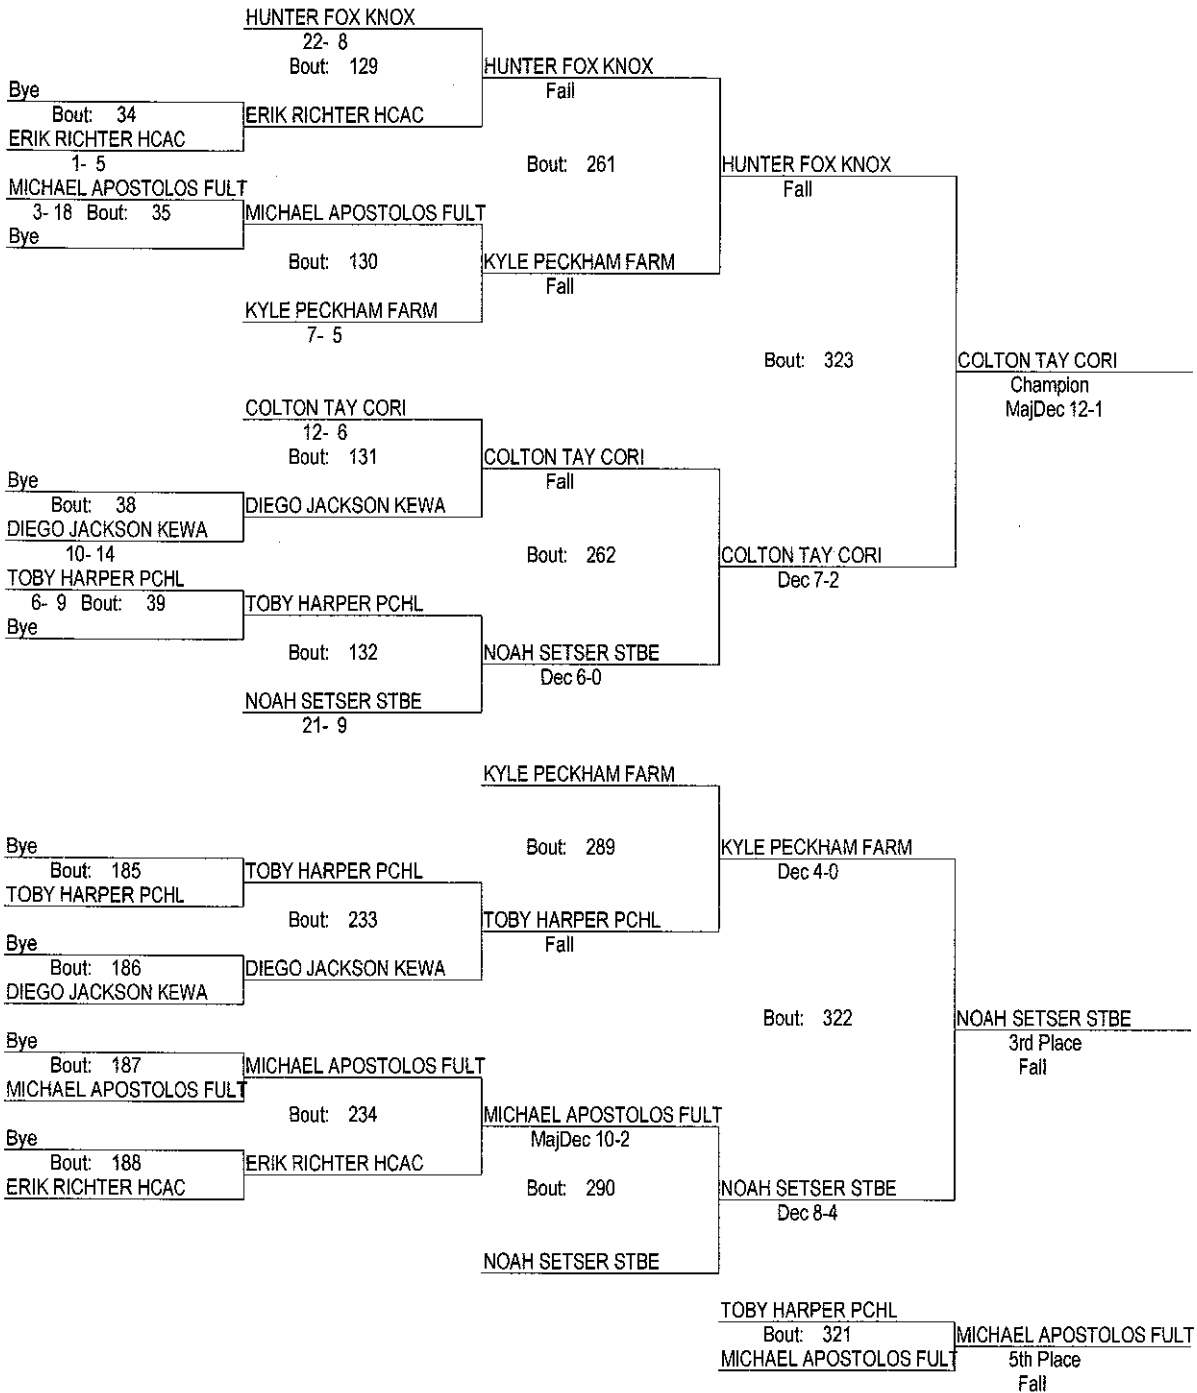 HUNTER FOX KNOX
22- 8
Bout: 129
HUNTER FOX KNOX
Fall
Bye
Bout: 34
ERIK RICHTER HCAC
ERIK RICHTER HCAC
1- 5
Bout: 261
HUNTER FOX KNOX
Fall
MICHAEL APOSTOLOS FULT
3- 18 Bout: 35
MICHAEL APOSTOLOS FULT
Bye
Bout: 130
KYLE PECKHAM FARM
Fall
KYLE PECKHAM FARM
7- 5
Bout: 323
COLTON TAY CORI
Champion
MajDec 12-1
COLTON TAY CORI
12- 6
Bout: 131
COLTON TAY CORI
Fall
Bye
Bout: 38
DIEGO JACKSON KEWA
DIEGO JACKSON KEWA
10- 14
Bout: 262
COLTON TAY CORI
Dec 7-2
TOBY HARPER PCHL
6- 9 Bout: 39
TOBY HARPER PCHL
Bye
Bout: 132
NOAH SETSER STBE
Dec 6-0
NOAH SETSER STBE
21- 9
KYLE PECKHAM FARM
Bout: 289
KYLE PECKHAM FARM
Dec 4-0
Bye
Bout: 185
TOBY HARPER PCHL
TOBY HARPER PCHL
Bout: 233
TOBY HARPER PCHL
Fall
Bye
Bout: 186
DIEGO JACKSON KEWA
DIEGO JACKSON KEWA
Bout: 322
NOAH SETSER STBE
3rd Place
Fall
Bye
Bout: 187
MICHAEL APOSTOLOS FULT
MICHAEL APOSTOLOS FULT
Bout: 234
MICHAEL APOSTOLOS FULT
MajDec 10-2
Bye
Bout: 188
ERIK RICHTER HCAC
ERIK RICHTER HCAC
Bout: 290
NOAH SETSER STBE
Dec 8-4
NOAH SETSER STBE
TOBY HARPER PCHL
Bout: 321
MICHAEL APOSTOLOS FULT
MICHAEL APOSTOLOS FULT
5th Place
Fall